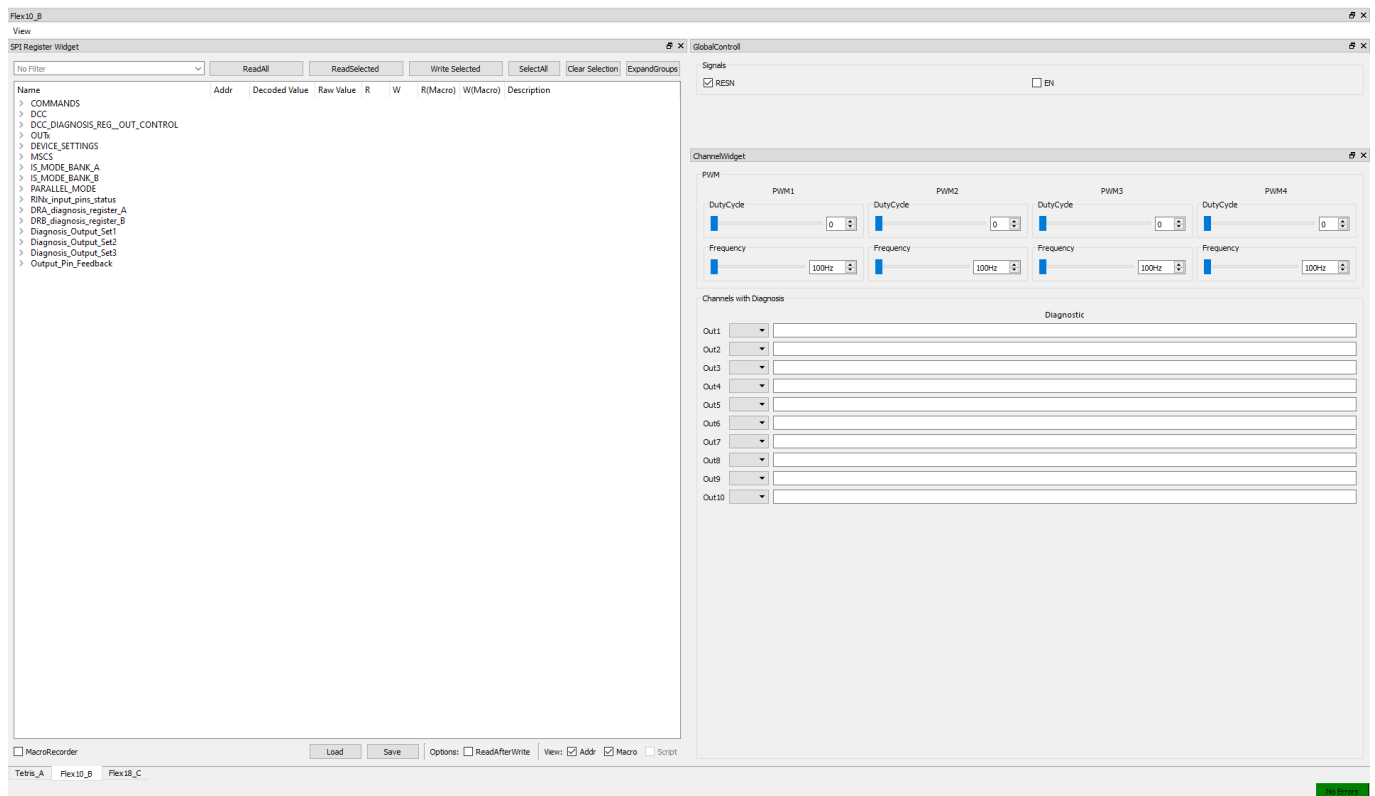 Flex10_B
View
SPI Register Widget
No Filter ReadAll ReadSelected Write Selected SelectAll Clear Selection ExpandGroups
Name Addr Decoded Value Raw Value R W R(Macro) W(Macro) Description
COMMANDS
DCC
DCC_DIAGNOSIS_REG__OUT_CONTROL
OUTx
DEVICE_SETTINGS
MSCS
IS_MODE_BANK_A
IS_MODE_BANK_B
PARALLEL_MODE
RINx_input_pins_status
DRA_diagnosis_register_A
DRB_diagnosis_register_B
Diagnosis_Output_Set1
Diagnosis_Output_Set2
Diagnosis_Output_Set3
Output_Pin_Feedback
MacroRecorder Load Save Options: ReadAfterWrite View: Addr Macro Script
GlobalControll
Signals
RESN EN
ChannelWidget
PWM
PWM1 PWM2 PWM3 PWM4
DutyCycle DutyCycle DutyCycle DutyCycle
0 0 0 0
Frequency Frequency Frequency Frequency
100Hz 100Hz 100Hz 100Hz
Channels with Diagnosis
Diagnostic
Out1
Out2
Out3
Out4
Out5
Out6
Out7
Out8
Out9
Out10
Tetris_A Flex10_B Flex18_C
No Errors